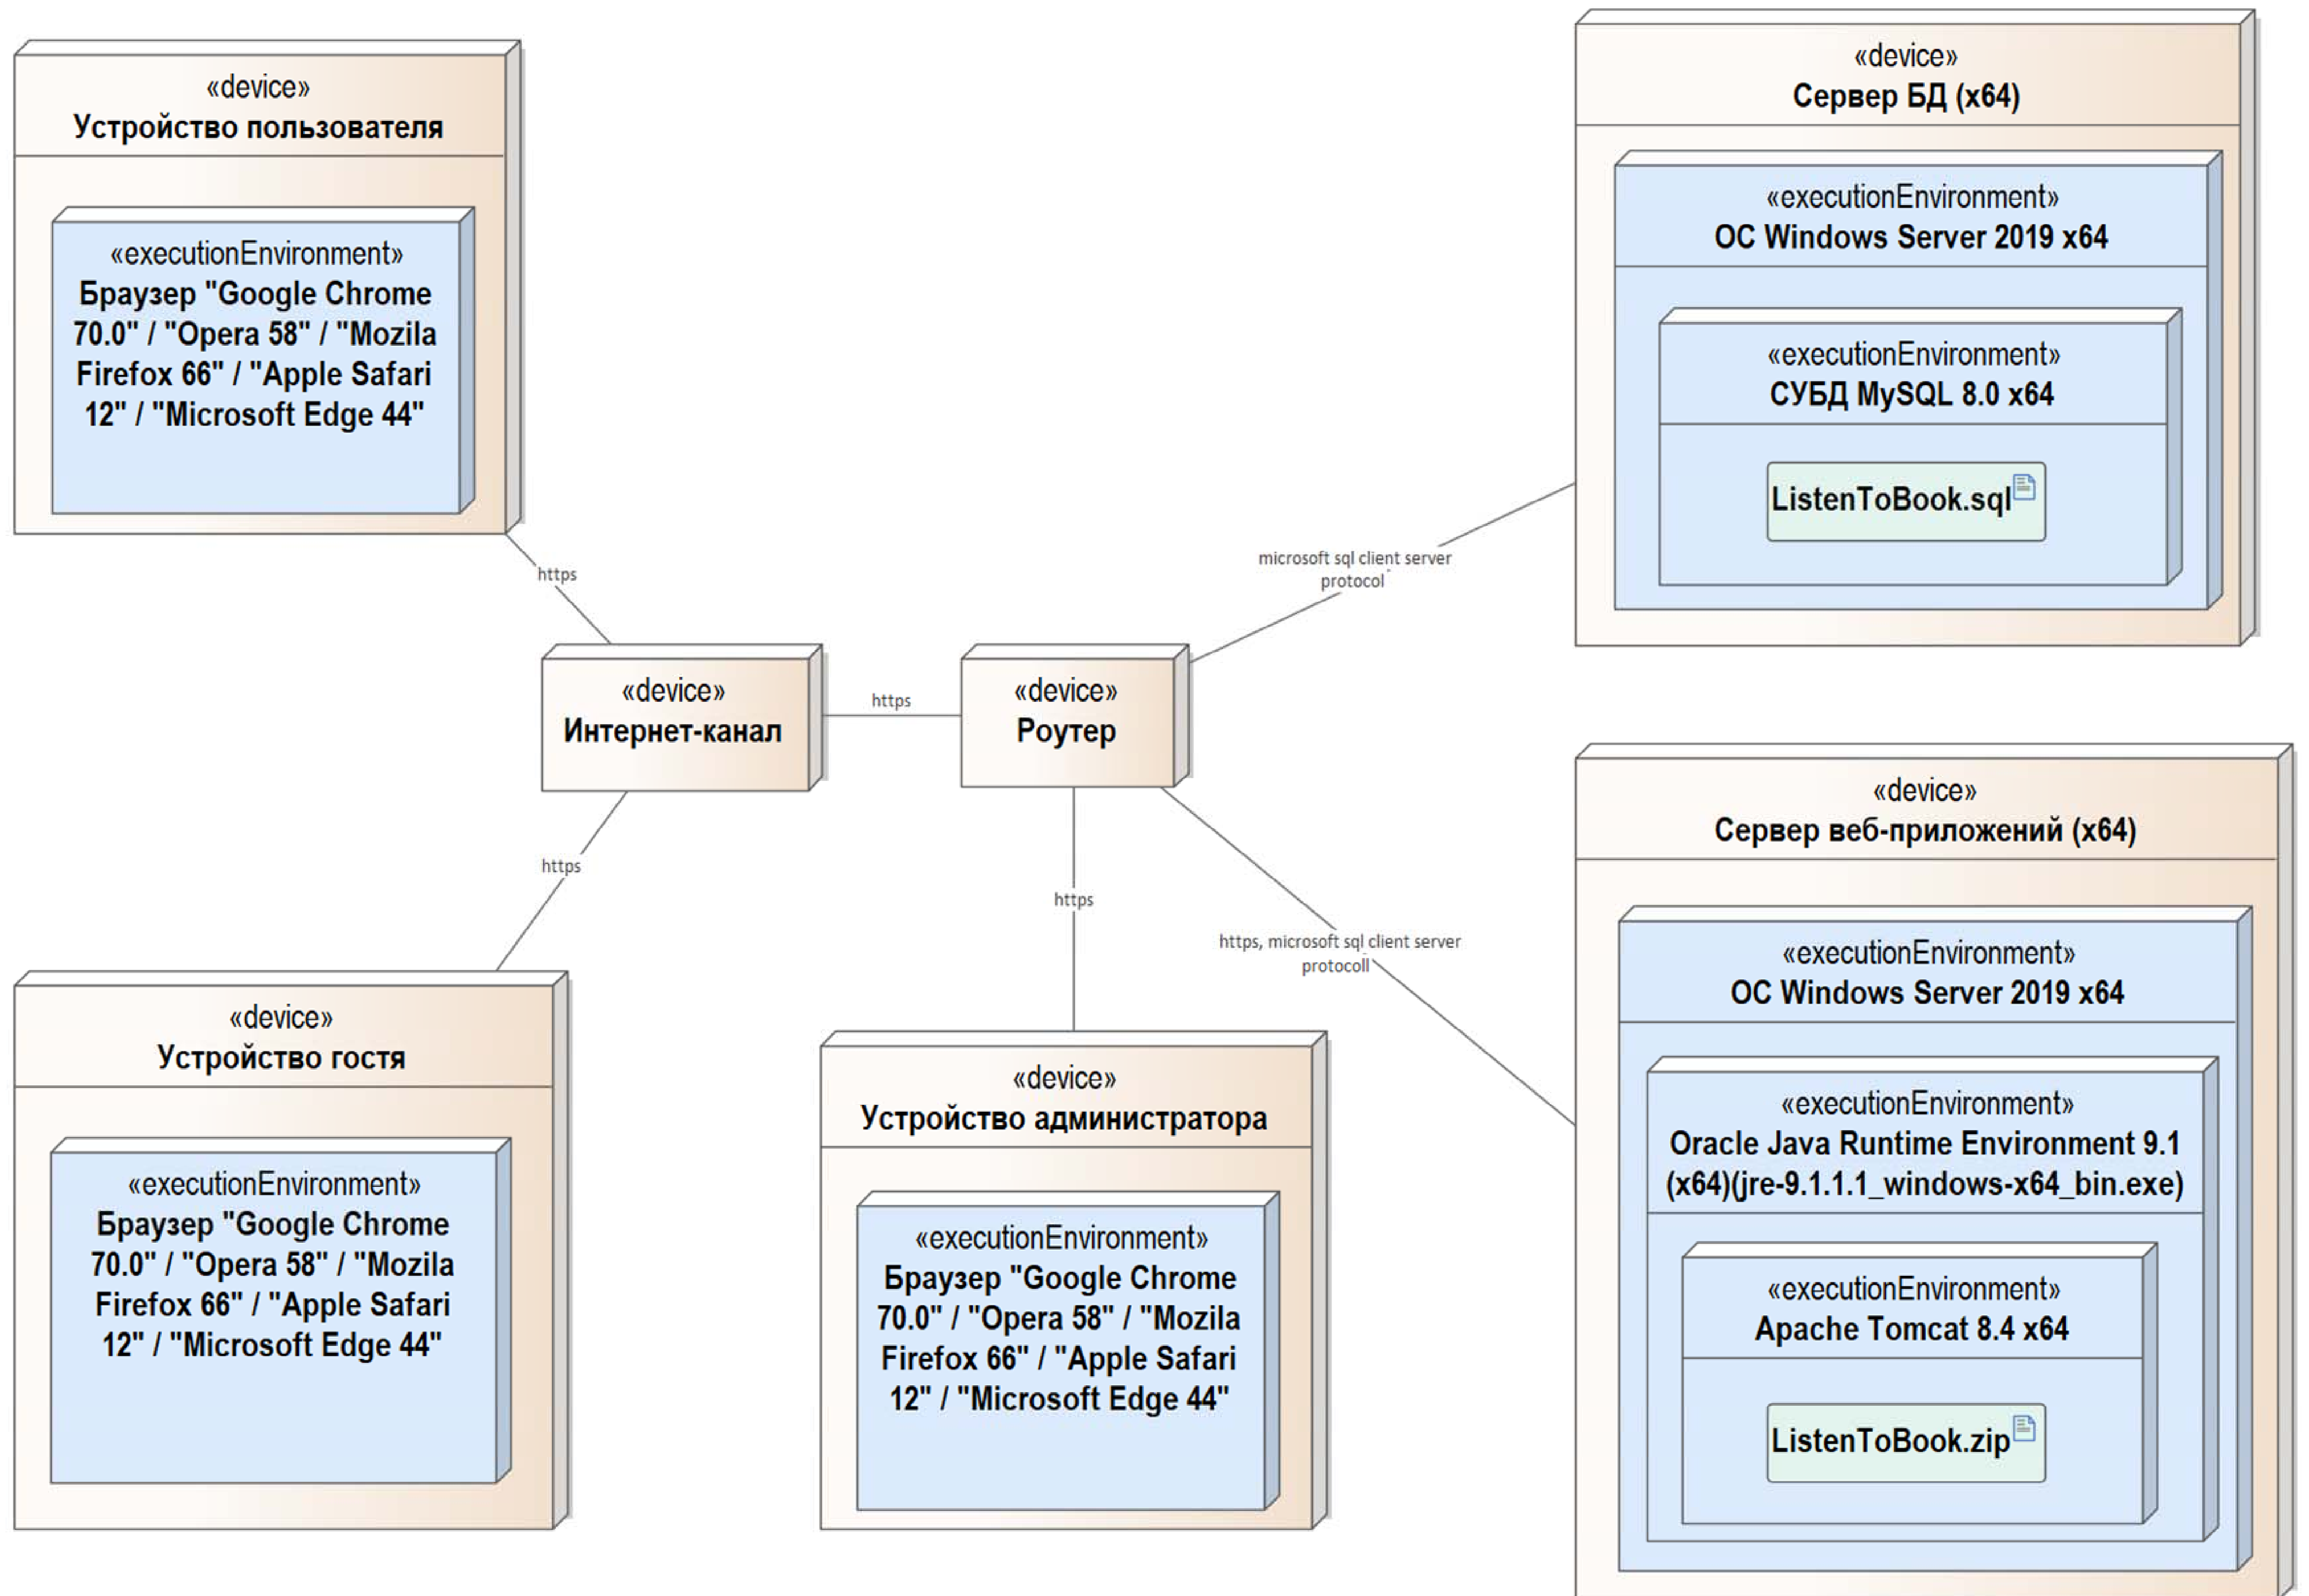 «device»
Устройство пользователя
«executionEnvironment»
Браузер "Google Chrome
70.0" / "Opera 58" / "Mozila
Firefox 66" / "Apple Safari
12" / "Microsoft Edge 44"
«device»
Сервер БД (x64)
«executionEnvironment»
ОС Windows Server 2019 x64
«executionEnvironment»
СУБД MySQL 8.0 x64
ListenToBook.sql
https
microsoft sql client server
protocol
«device»
Интернет-канал
https
«device»
Роутер
https
https
https, microsoft sql client server
protocoll
«device»
Сервер веб-приложений (x64)
«executionEnvironment»
ОС Windows Server 2019 x64
«executionEnvironment»
Oracle Java Runtime Environment 9.1
(x64)(jre-9.1.1.1_windows-x64_bin.exe)
«executionEnvironment»
Apache Tomcat 8.4 x64
ListenToBook.zip
«device»
Устройство гостя
«executionEnvironment»
Браузер "Google Chrome
70.0" / "Opera 58" / "Mozila
Firefox 66" / "Apple Safari
12" / "Microsoft Edge 44"
«device»
Устройство администратора
«executionEnvironment»
Браузер "Google Chrome
70.0" / "Opera 58" / "Mozila
Firefox 66" / "Apple Safari
12" / "Microsoft Edge 44"